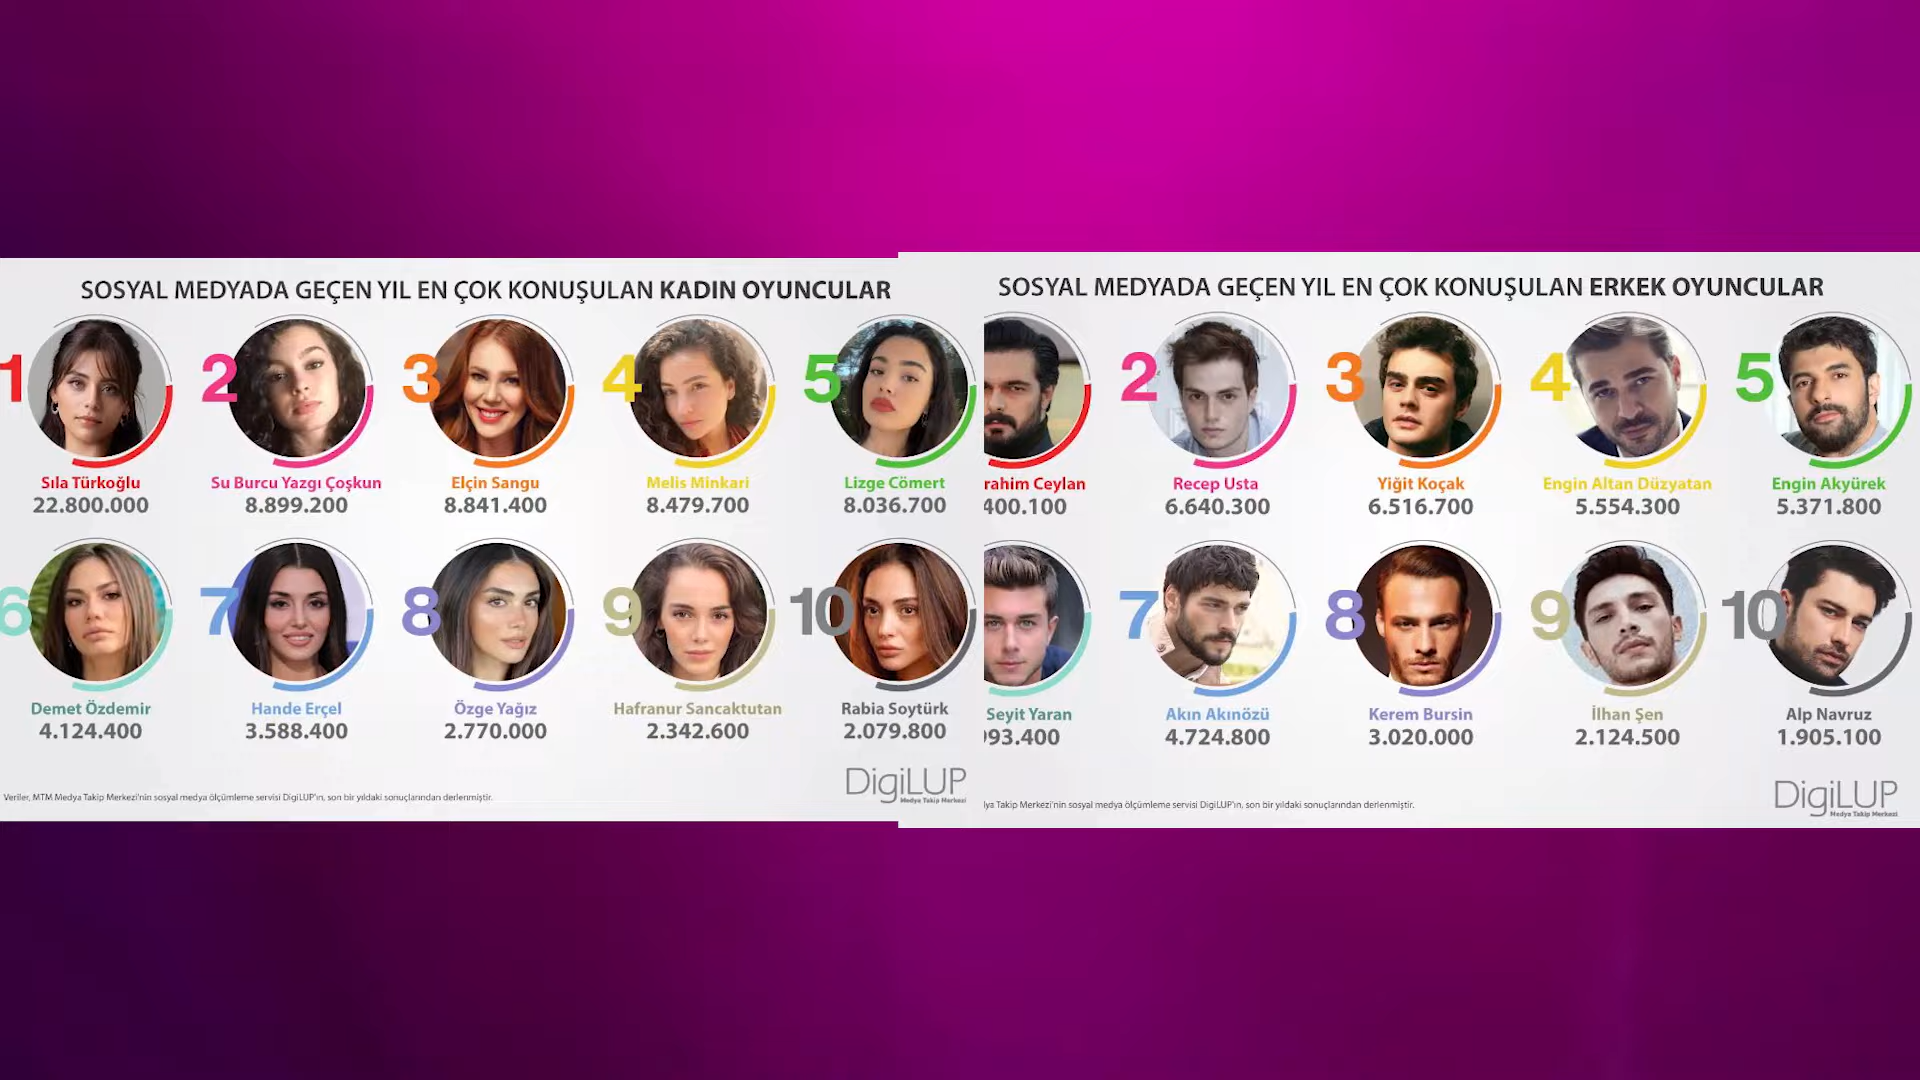 SOSYAL MEDYADA GEÇEN YIL EN ÇOK KONUŞULAN KADIN OYUNCULAR
1
2
3
4
5
Sıla Türkoğlu
Su Burcu Yazgı Çoşkun
Elçin Sangu
Melis Minkari
Lizge Cömert
22.800.000
8.899.200
8.841.400
8.479.700
8.036.700
6
7
8
9
10
Demet Özdemir
Hande Erçel
Özge Yağız
Hafranur Sancaktutan
Rabia Soytürk
4.124.400
3.588.400
2.770.000
2.342.600
2.079.800
DigiLUP
Medya Takip Merkezi
Veriler, MTM Medya Takip Merkezi'nin sosyal medya ölçümleme servisi DigiLUP'ın, son bir yıldaki sonuçlarından derlenmiştir.
SOSYAL MEDYADA GEÇEN YIL EN ÇOK KONUŞULAN ERKEK OYUNCULAR
2
3
4
5
rahim Ceylan
Recep Usta
Yiğit Koçak
Engin Altan Düzyatan
Engin Akyürek
400.100
6.640.300
6.516.700
5.554.300
5.371.800
7
8
9
10
Seyit Yaran
Akın Akınözü
Kerem Bursin
İlhan Şen
Alp Navruz
993.400
4.724.800
3.020.000
2.124.500
1.905.100
DigiLUP
Medya Takip Merkezi
Takip Merkezi'nin sosyal medya ölçümleme servisi DigiLUP'ın, son bir yıldaki sonuçlarından derlenmiştir.